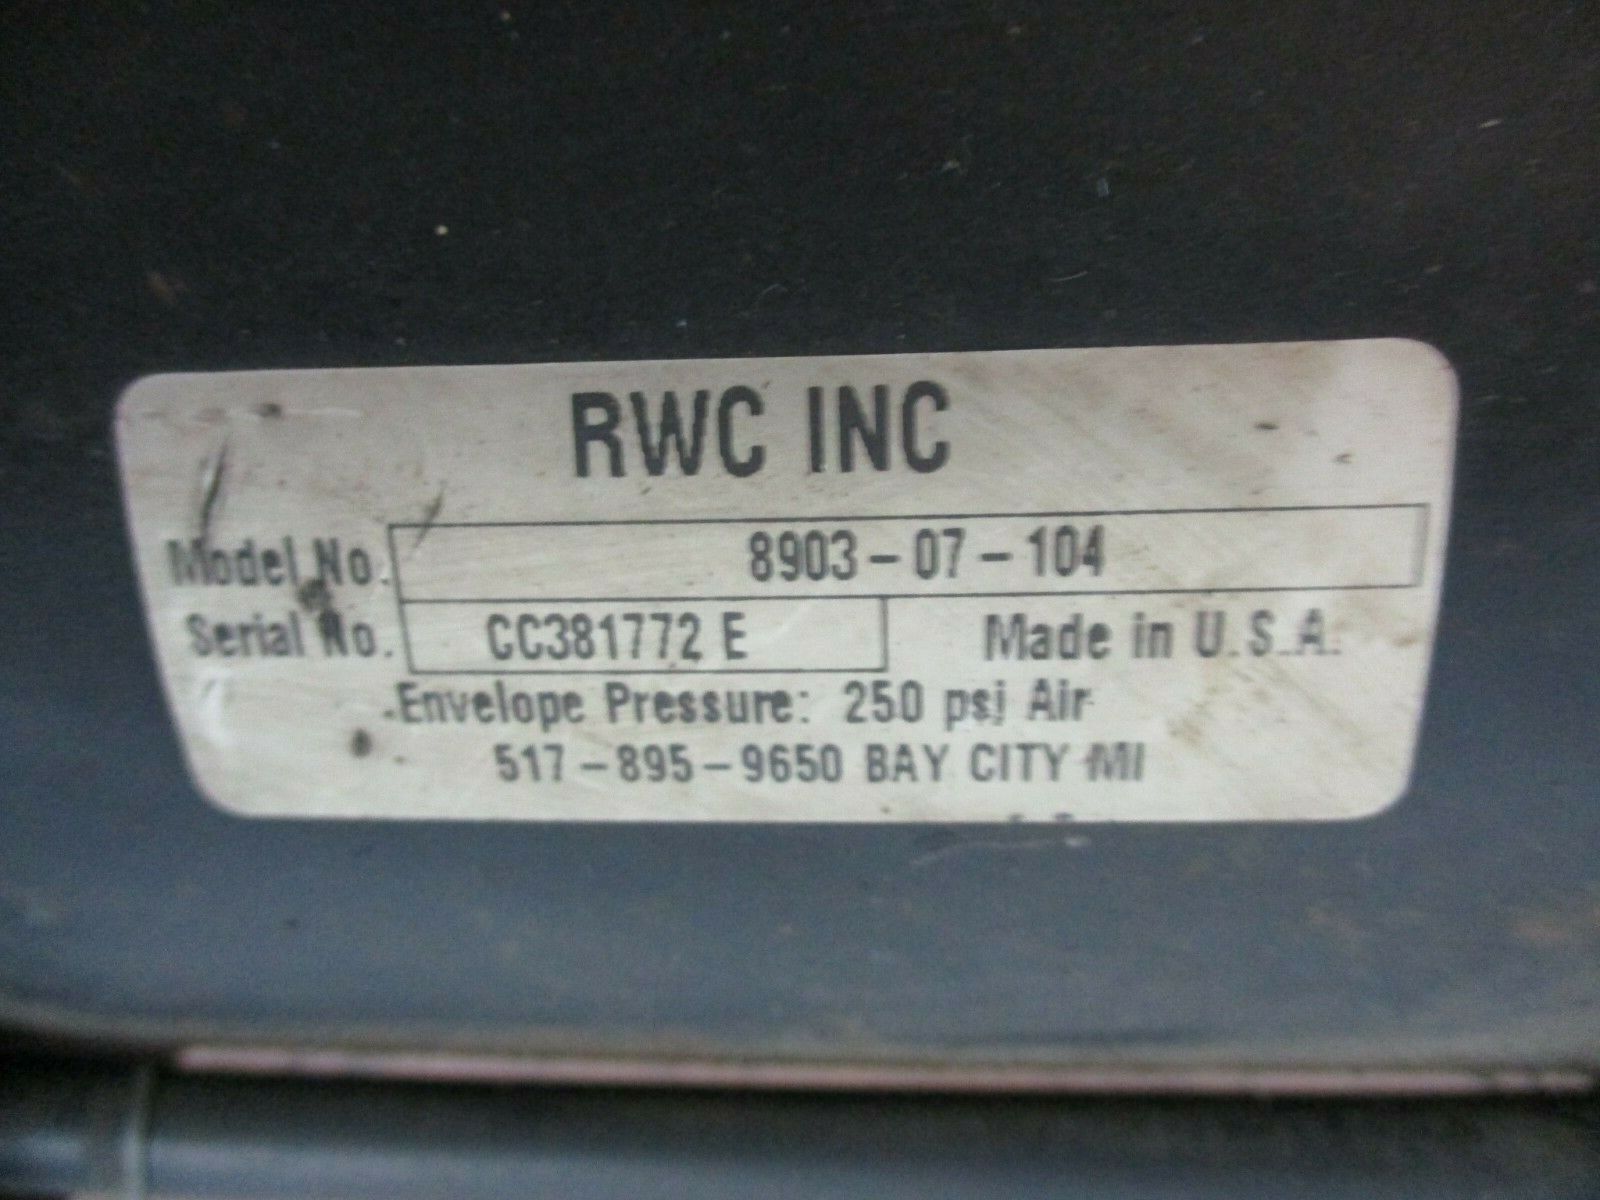 RWC INC
Model No. 8903-07-104
Serial No. CC381772 E Made in U.S.A.
Envelope Pressure: 250 psi Air
517-895-9650 BAY CITY MI